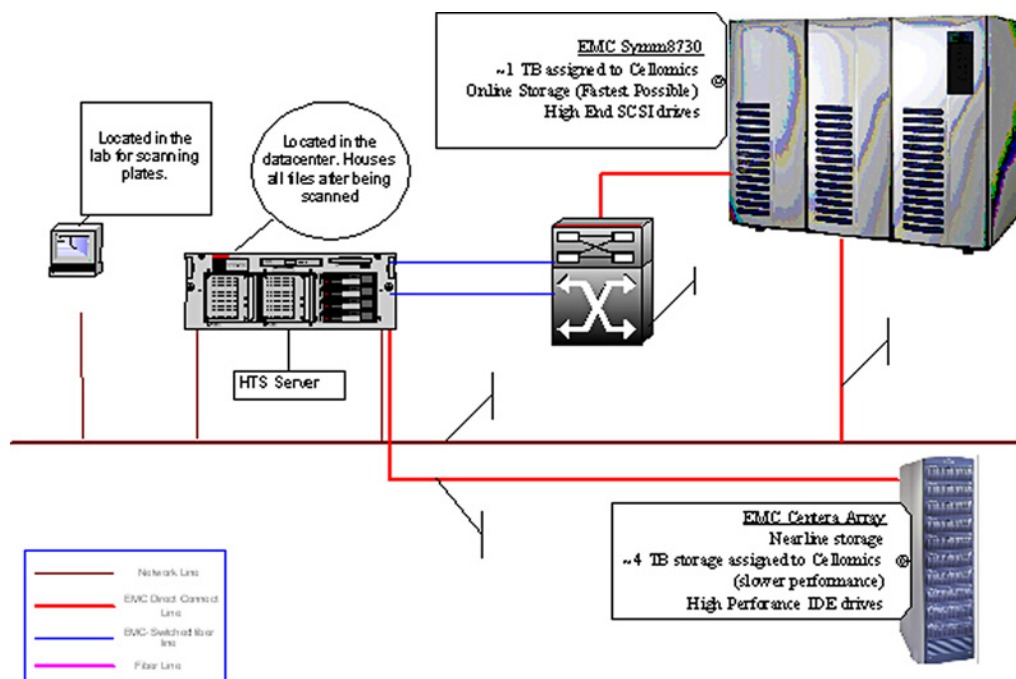 EMC Symm8730
~1 TB assigned to Cellomics
Online Storage (Fastest Possible)
High End SCSI drives
Located in the
lab for scanning
plates.
Located in the
datacenter. Houses
all files after being
scanned
HTS Server
EMC Centera Array
Nearline storage
~4 TB storage assigned to Cellomics
(slower performance)
High Perforance IDE drives
Network Line
EMC Direct Connect
Line
EMC-Switched fiber
line
Fiber Line